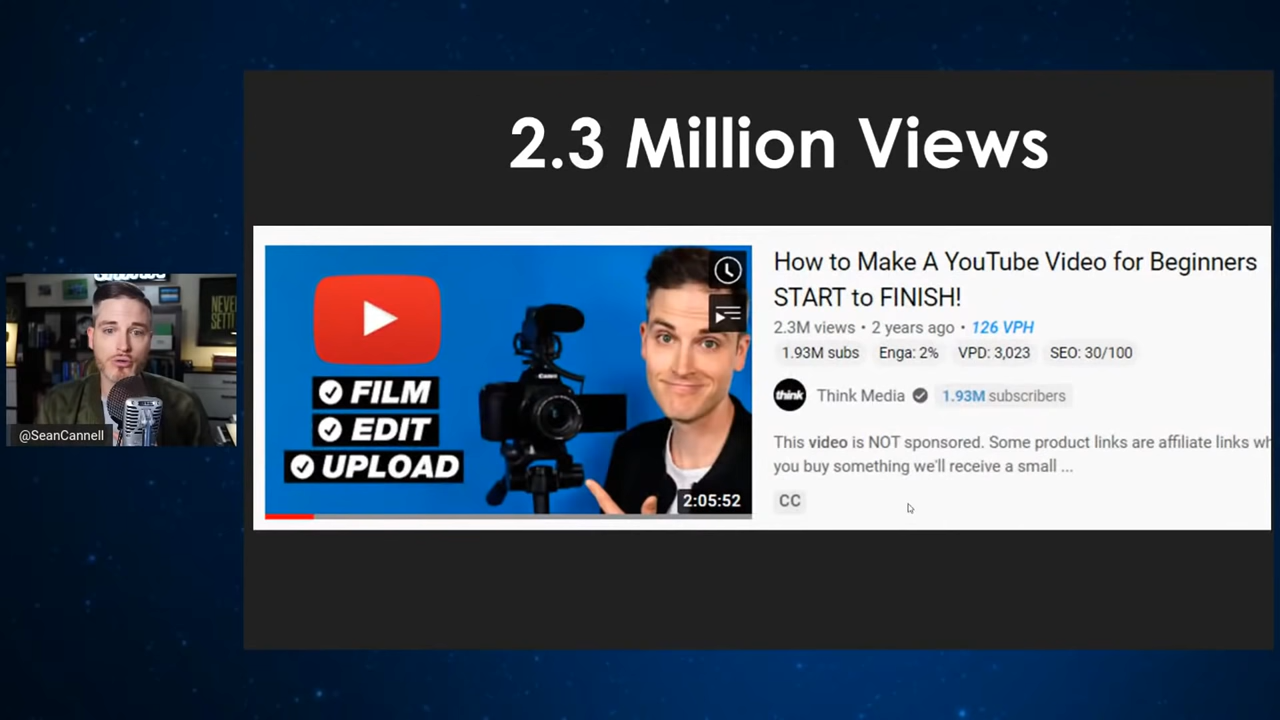 2.3 Million Views
FILM
EDIT
UPLOAD
Canon
2:05:52
How to Make A YouTube Video for Beginners
START to FINISH!
2.3M views • 2 years ago • 126 VPH
1.93M subs Enga: 2% VPD: 3,023 SEO: 30/100
think Think Media 1.93M subscribers
This video is NOT sponsored. Some product links are affiliate links wh
you buy something we'll receive a small ...
CC
NEVER
SETT
@SeanCannell